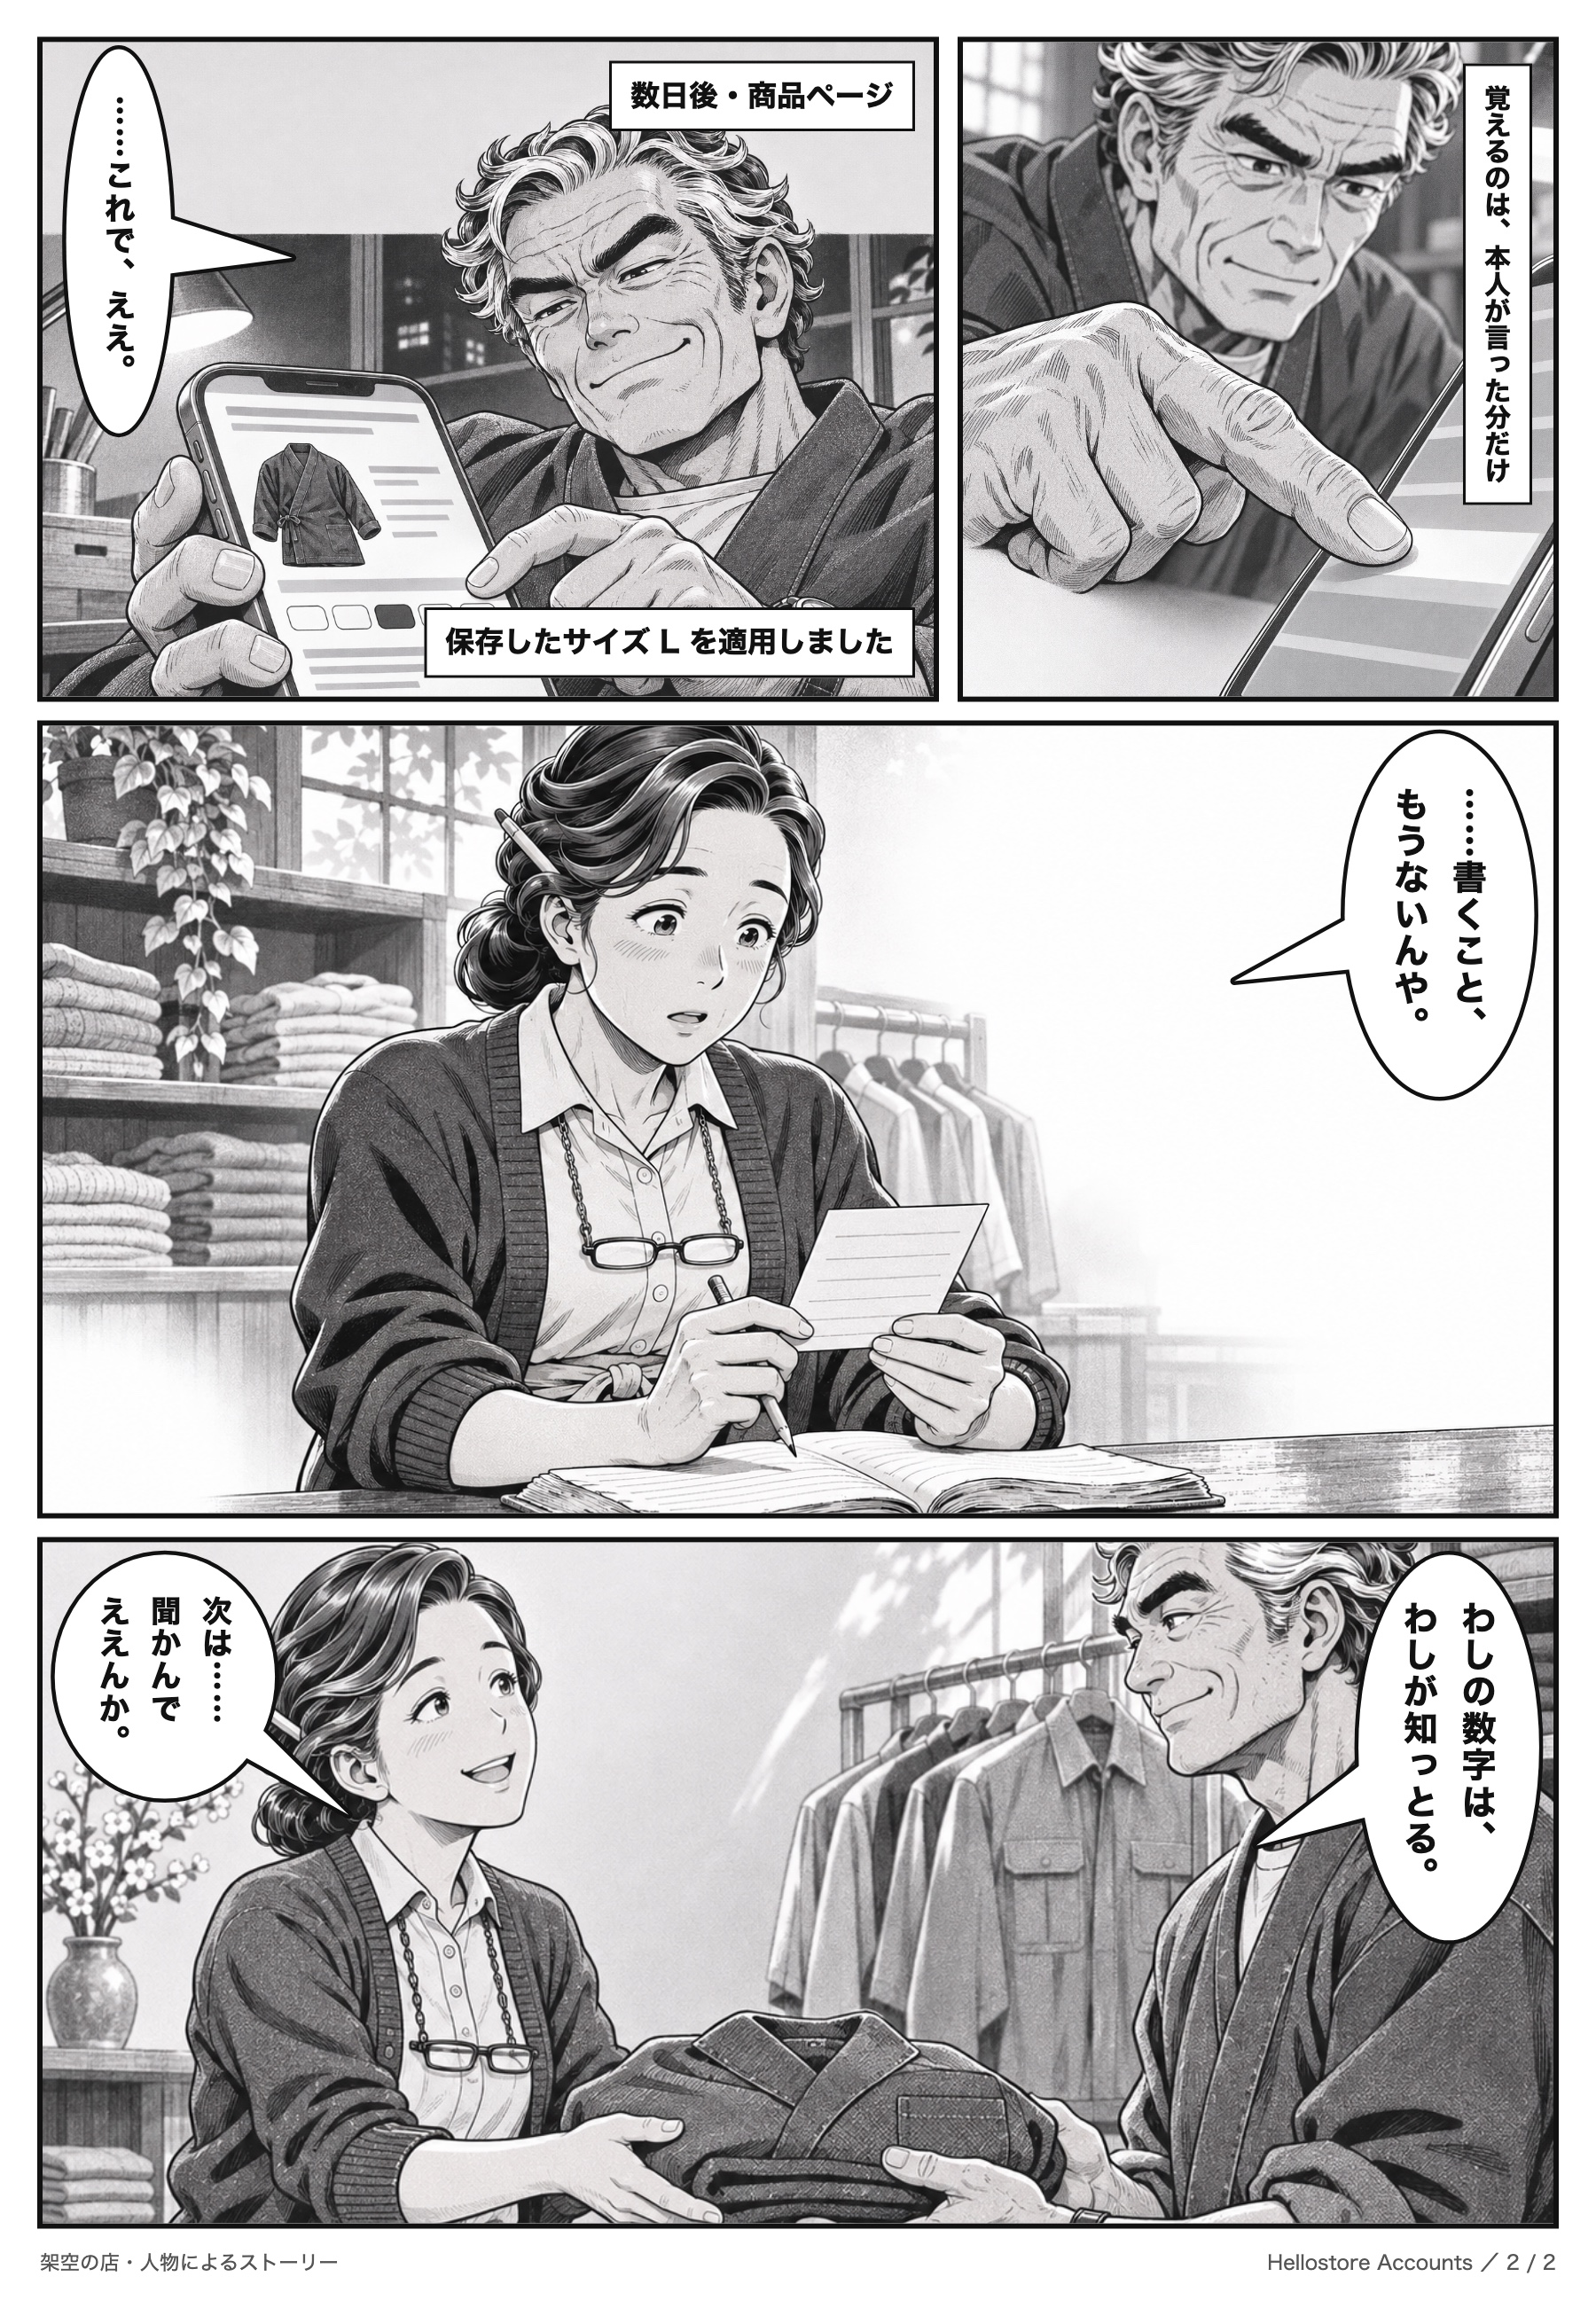 覚えるのは、本人が言った分だけ
数日後・商品ページ
……これで、ええ。
保存したサイズ L を適用しました
……書くこと、
もうないんや。
わしの数字は、
わしが知っとる。
次は……
聞かんで
ええんか。
架空の店・人物によるストーリー
Hellostore Accounts ／ 2 / 2